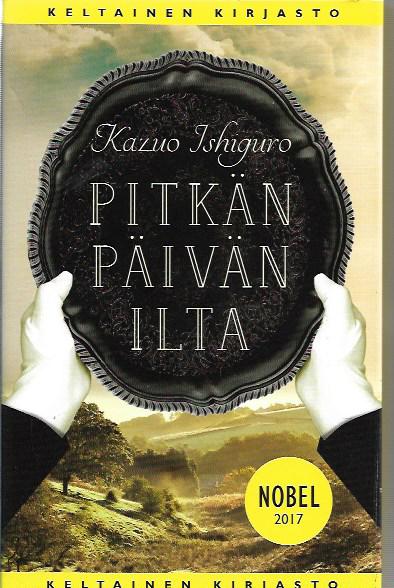 KELTAINEN KIRJASTO
Kazuo Ishiguro
PITKÄN
PÄIVÄN
ILTA
NOBEL
2017
KELTAINEN KIRJASTO